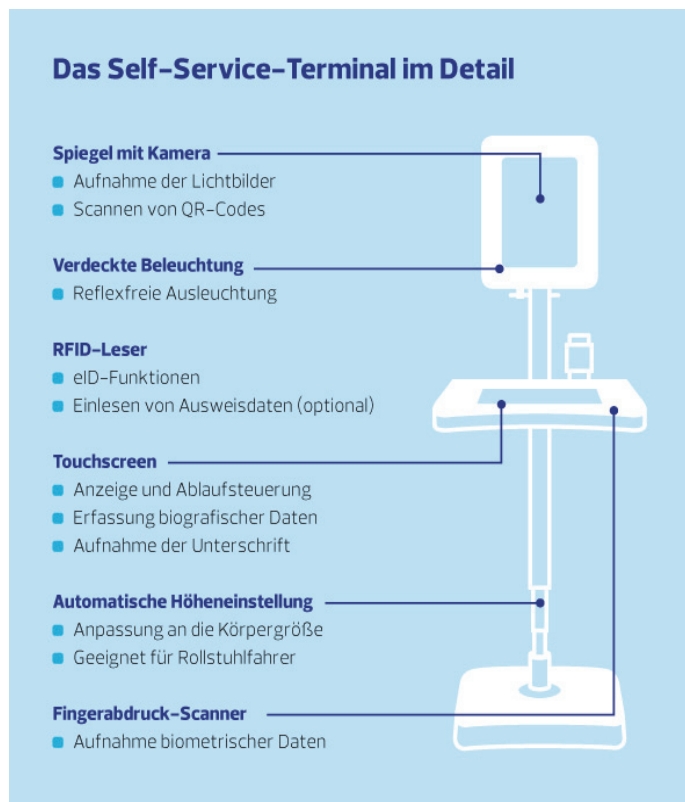 Das Self-Service-Terminal im Detail
Spiegel mit Kamera
Aufnahme der Lichtbilder
Scannen von QR-Codes
Verdeckte Beleuchtung
Reflexfreie Ausleuchtung
RFID-Leser
eID-Funktionen
Einlesen von Ausweisdaten (optional)
Touchscreen
Anzeige und Ablaufsteuerung
Erfassung biografischer Daten
Aufnahme der Unterschrift
Automatische Höheneinstellung
Anpassung an die Körpergröße
Geeignet für Rollstuhlfahrer
Fingerabdruck-Scanner
Aufnahme biometrischer Daten